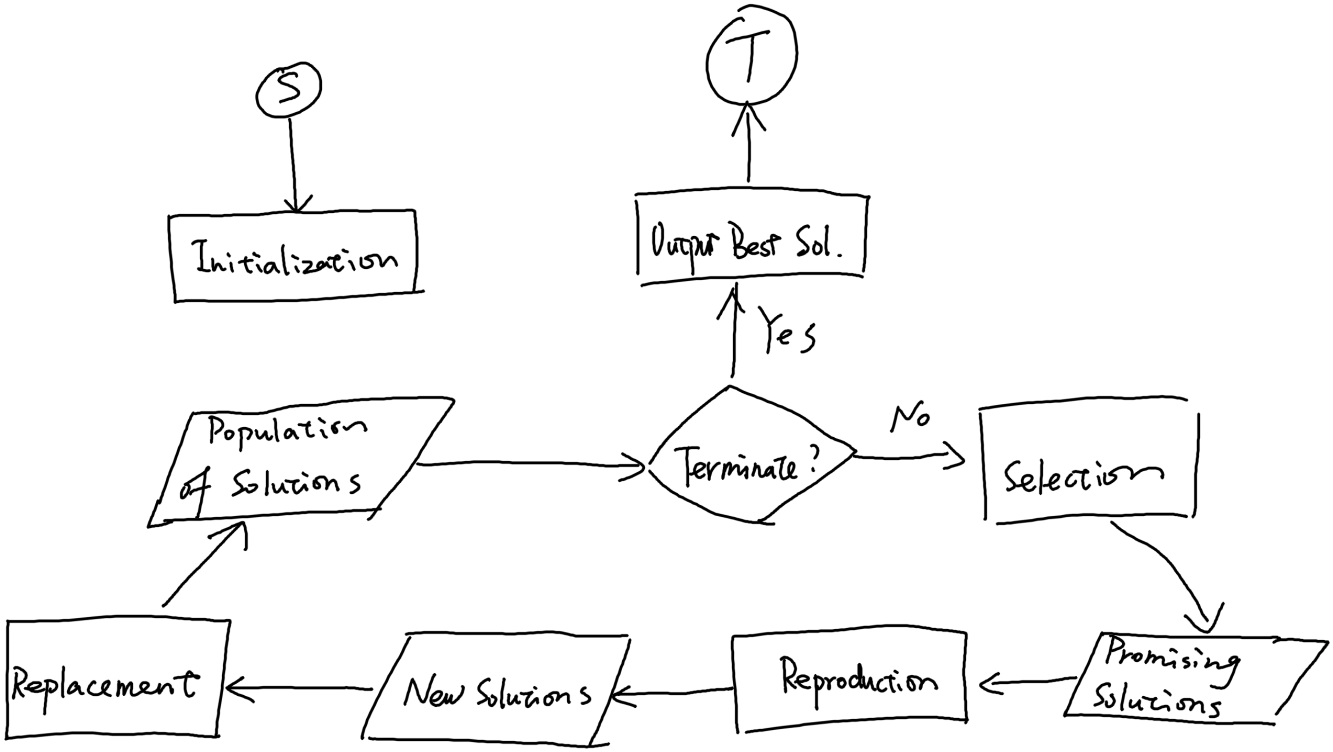 S
T
Initialization
Output Best Sol.
Yes
Population
of Solutions
Terminate?
No
Selection
Replacement
New Solutions
Reproduction
Promising
Solutions